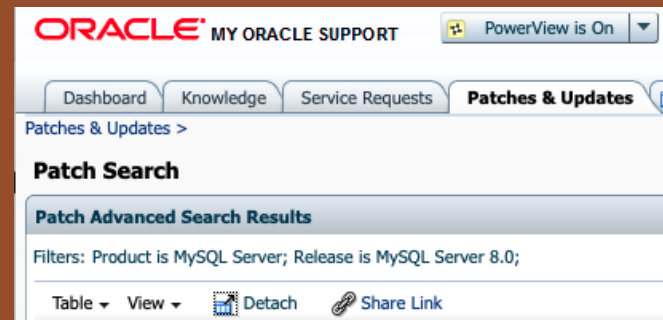 ORACLE MY ORACLE SUPPORT PowerView is On
Dashboard Knowledge Service Requests Patches & Updates
Patches & Updates >
Patch Search
Patch Advanced Search Results
Filters: Product is MySQL Server; Release is MySQL Server 8.0;
Table View Detach Share Link